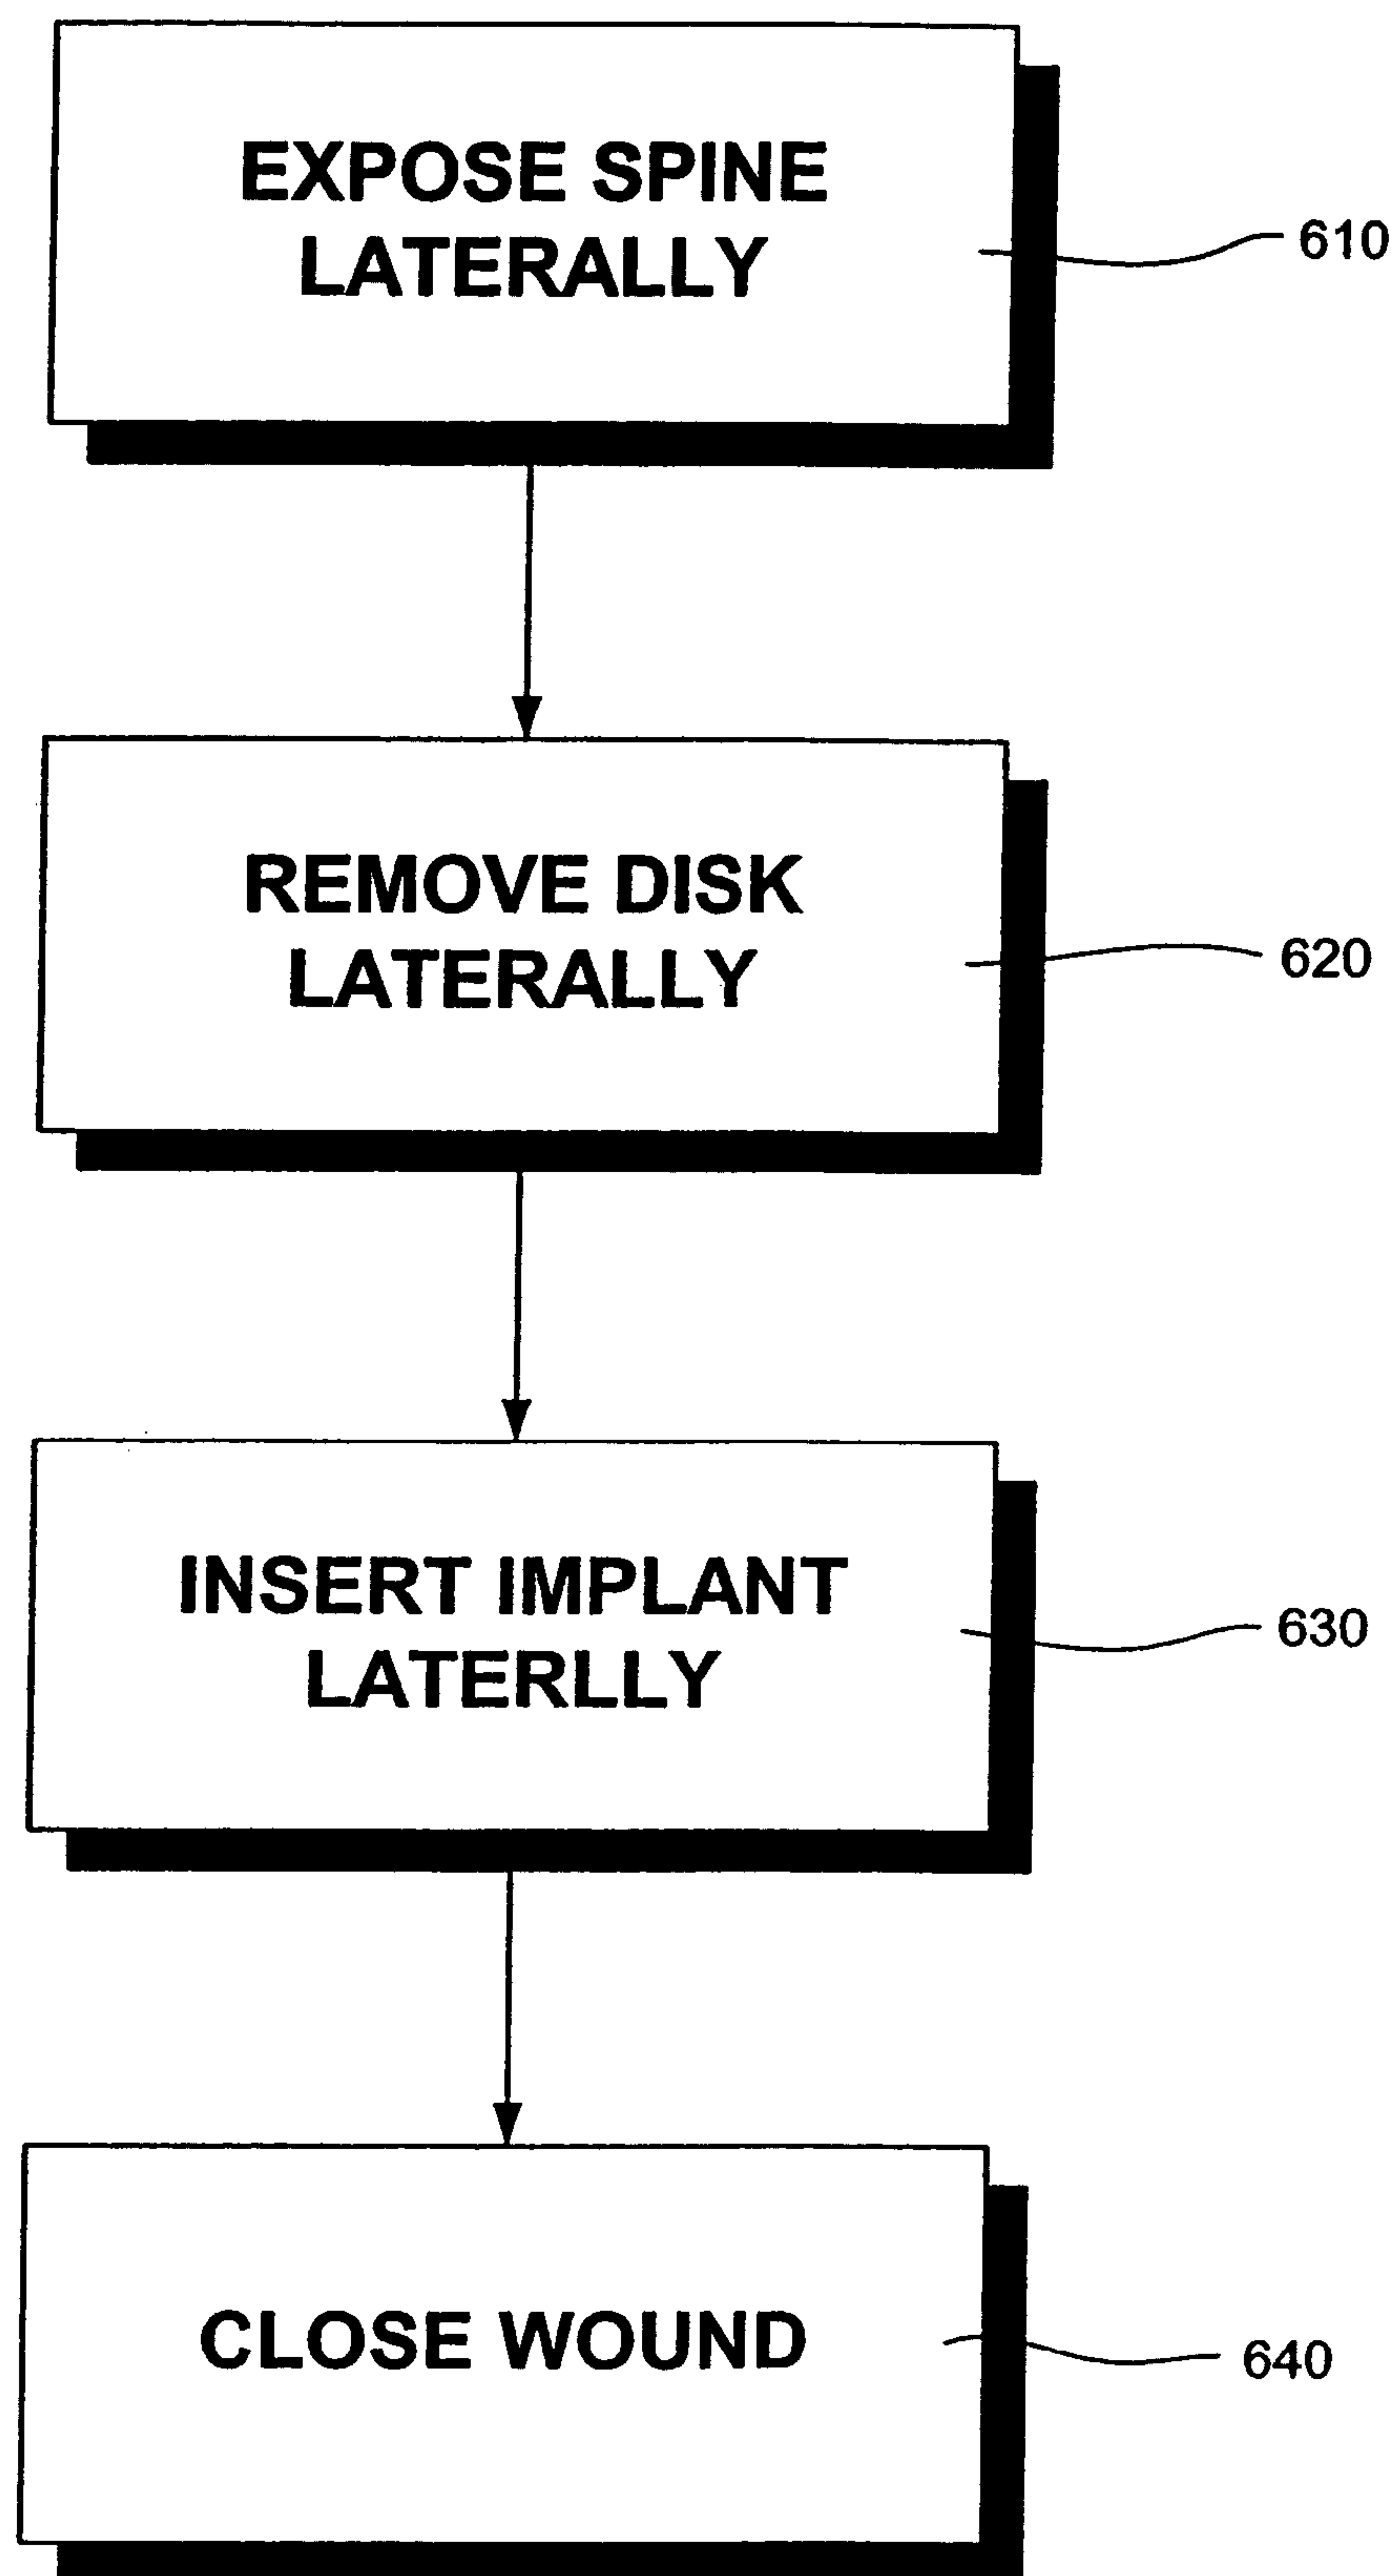 EXPOSE SPINE
LATERALLY
610
REMOVE DISK
LATERALLY
620
INSERT IMPLANT
LATERLLY
630
CLOSE WOUND
640